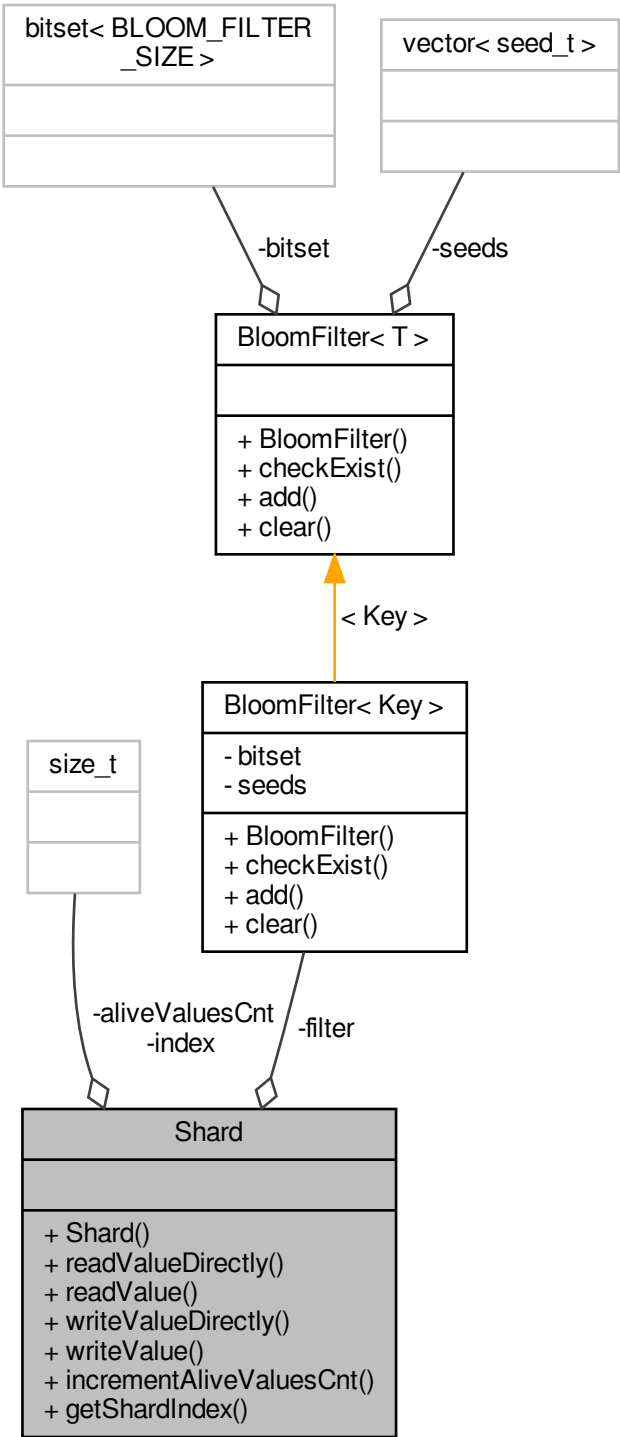 bitset< BLOOM_FILTER
_SIZE >
vector< seed_t >
-bitset
-seeds
BloomFilter< T >
+ BloomFilter()
+ checkExist()
+ add()
+ clear()
< Key >
BloomFilter< Key >
- bitset
- seeds
+ BloomFilter()
+ checkExist()
+ add()
+ clear()
size_t
-aliveValuesCnt
-index
-filter
Shard
+ Shard()
+ readValueDirectly()
+ readValue()
+ writeValueDirectly()
+ writeValue()
+ incrementAliveValuesCnt()
+ getShardIndex()